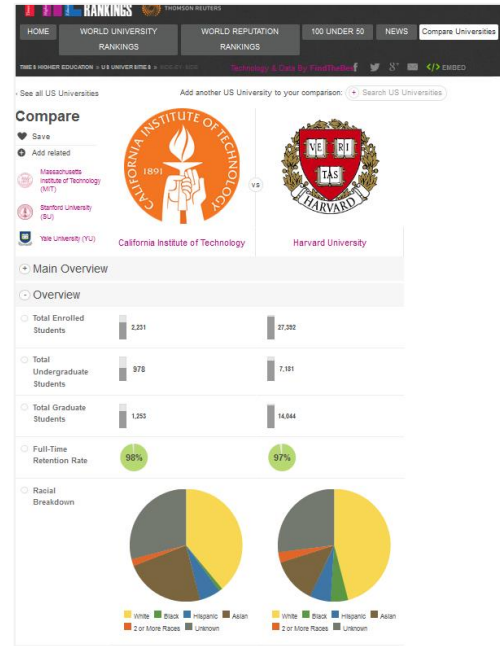 RANKINGS THOMSON REUTERS
HOME
WORLD UNIVERSITY
RANKINGS
WORLD REPUTATION
RANKINGS
100 UNDER 50
NEWS
Compare Universities
TIMES HIGHER EDUCATION > US UNIVERSITIES >
Technology & Data By FindTheBest
</> EMBED
‹ See all US Universities
Add another US University to your comparison: + Search US Universities
Compare
Save
Add related
Massachusetts
Institute of Technology
(MIT)
Stanford University
(SU)
Yale University (YU)
CALIFORNIA INSTITUTE OF TECHNOLOGY
1891
VS
VE RI
TAS
HARVARD
California Institute of Technology
Harvard University
+ Main Overview
- Overview
Total Enrolled
Students
2,231
27,392
Total
Undergraduate
Students
978
7,181
Total Graduate
Students
1,253
14,044
Full-Time
Retention Rate
98%
97%
Racial
Breakdown
White Black Hispanic Asian
2 or More Races Unknown
White Black Hispanic Asian
2 or More Races Unknown